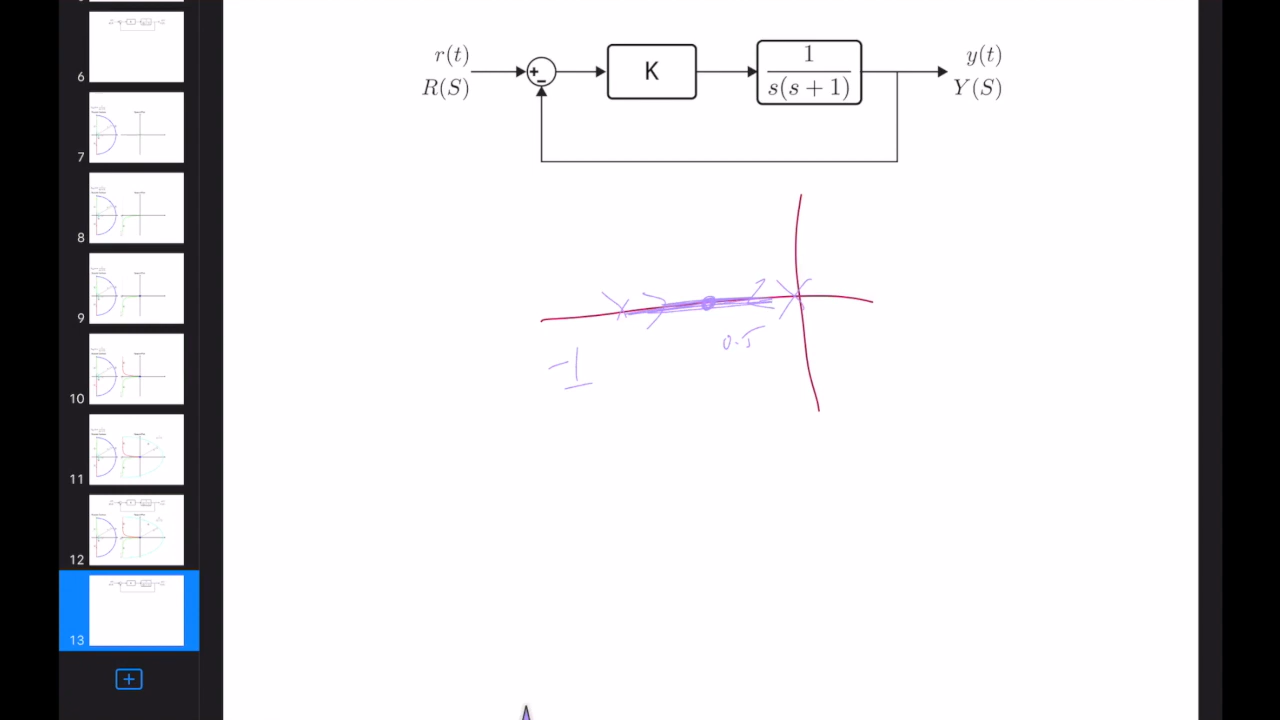 r(t)
R(S)
+
−
K
1
s(s + 1)
y(t)
Y(S)
0.5
-1
6
7
8
9
10
11
12
13